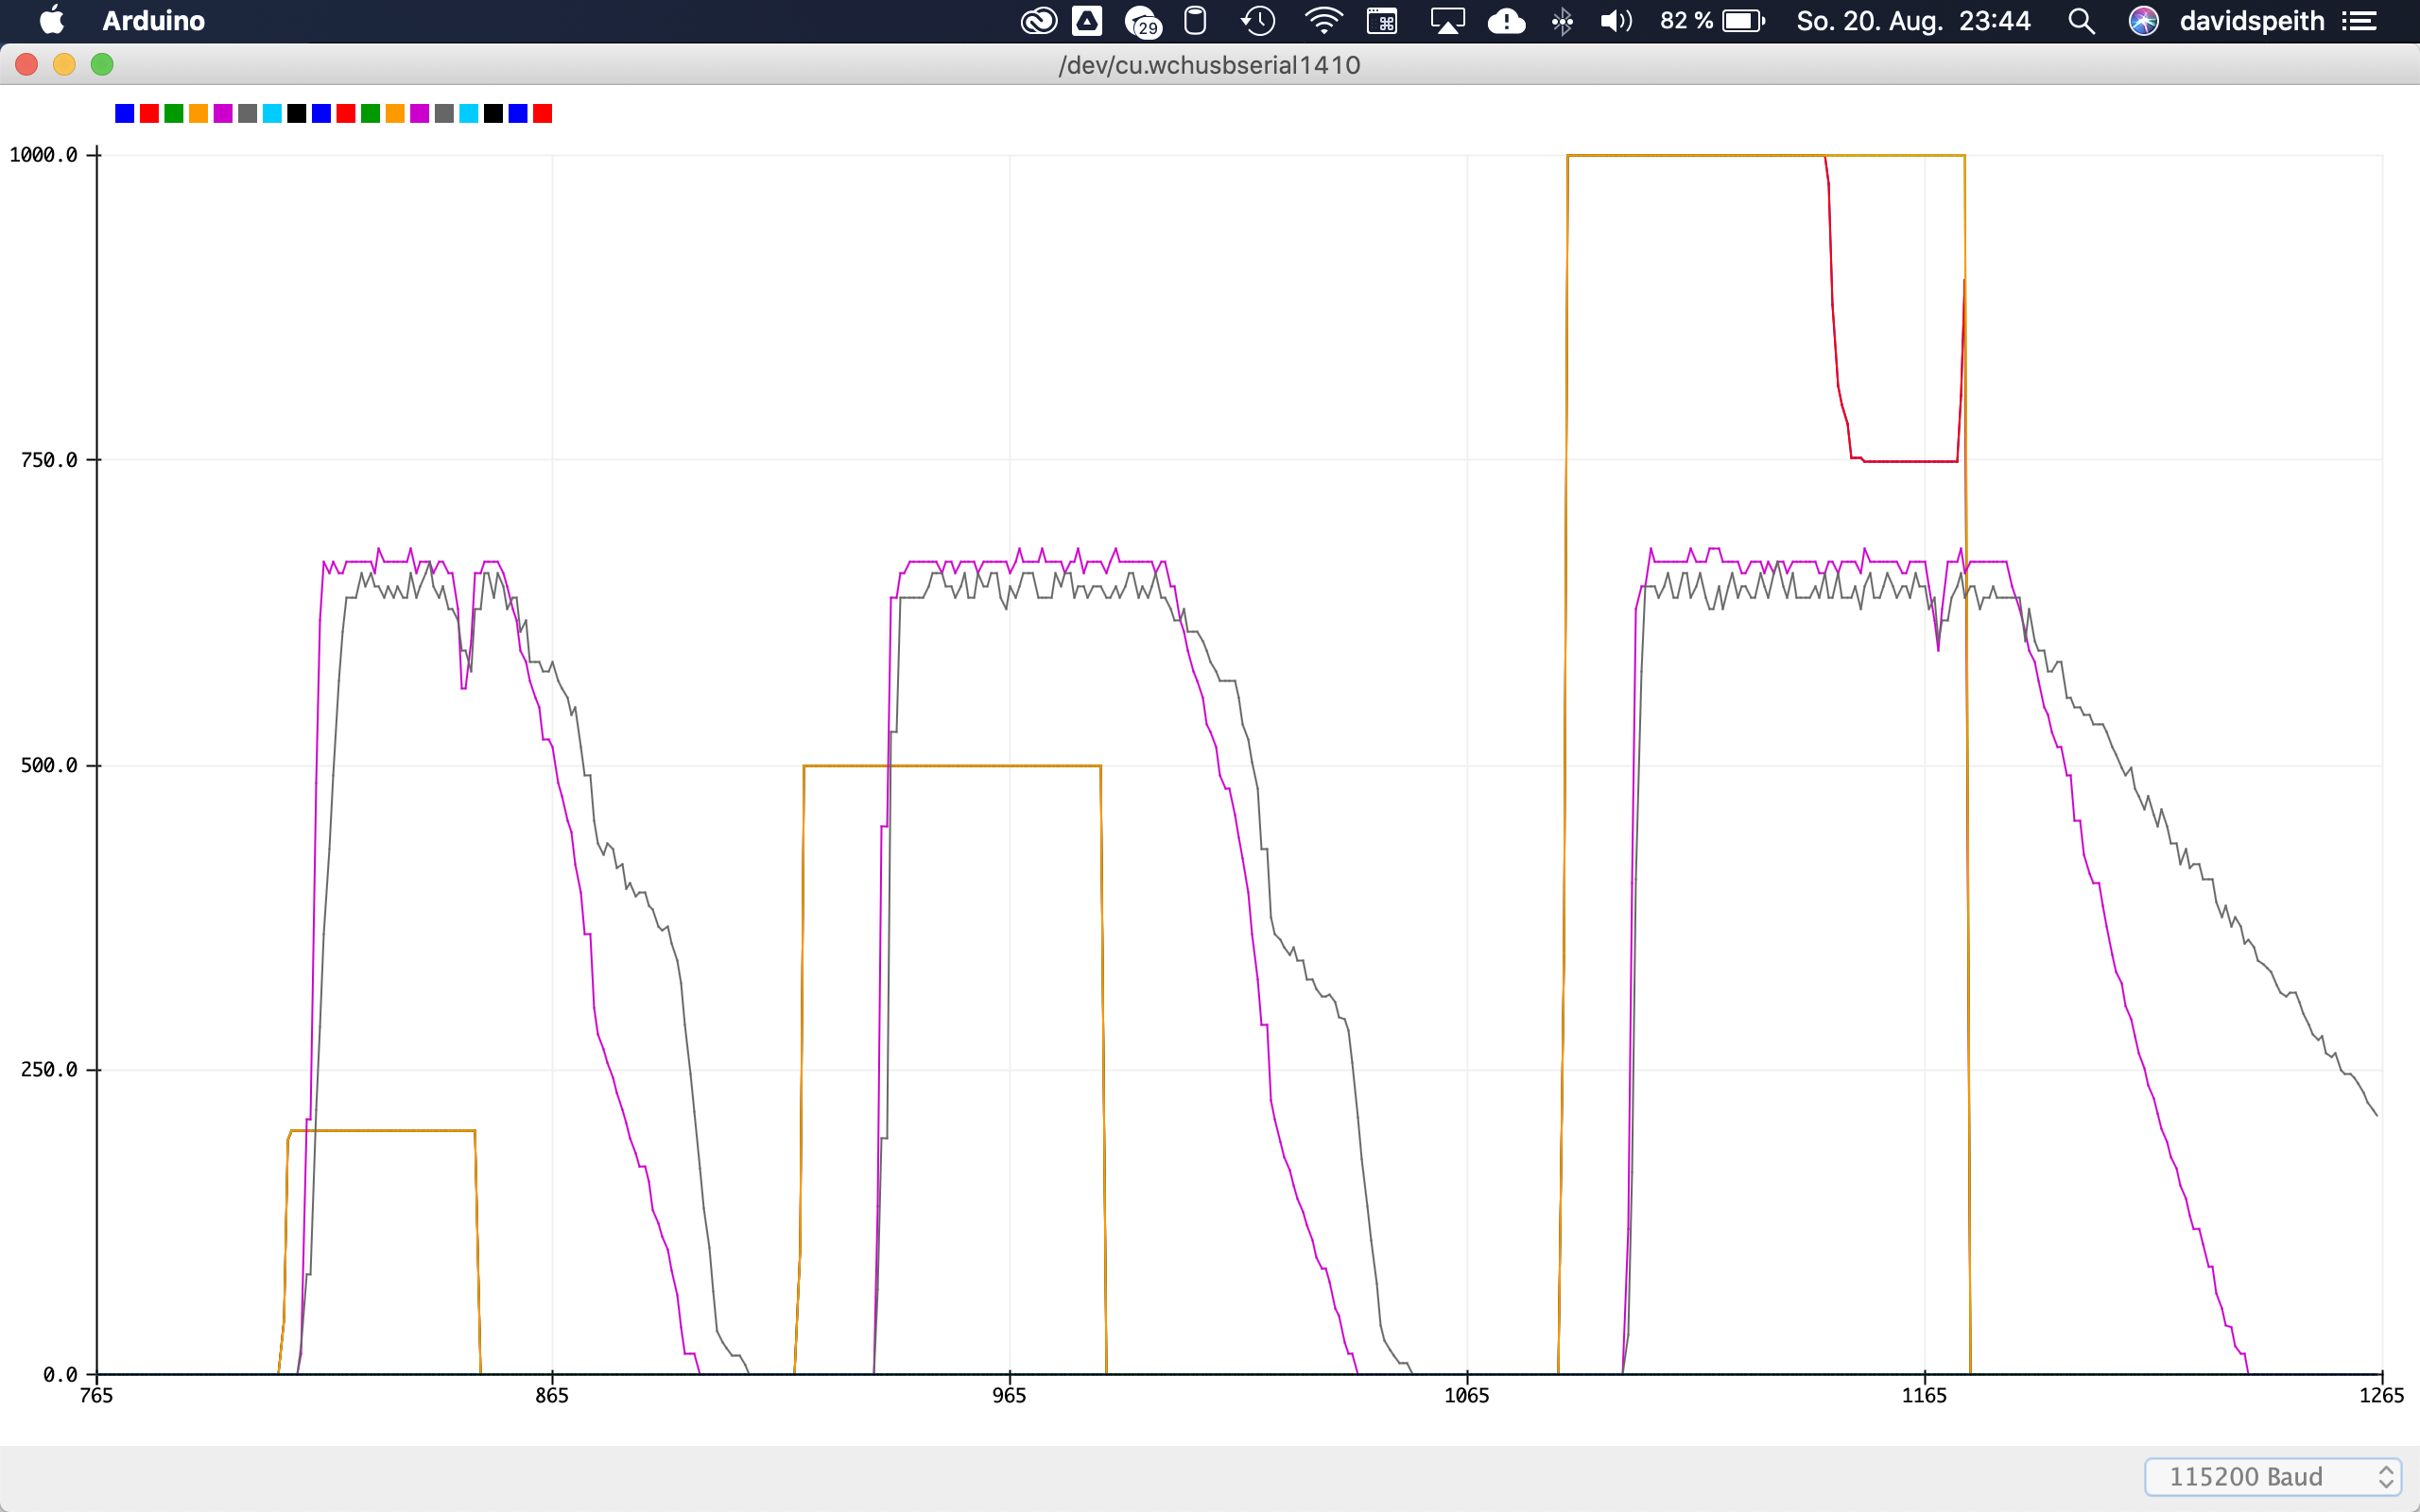 Arduino 29 82 % So. 20. Aug. 23:44 davidspeith
/dev/cu.wchusbserial1410
1000.0
750.0
500.0
250.0
0.0
765 865 965 1065 1165 1265
115200 Baud